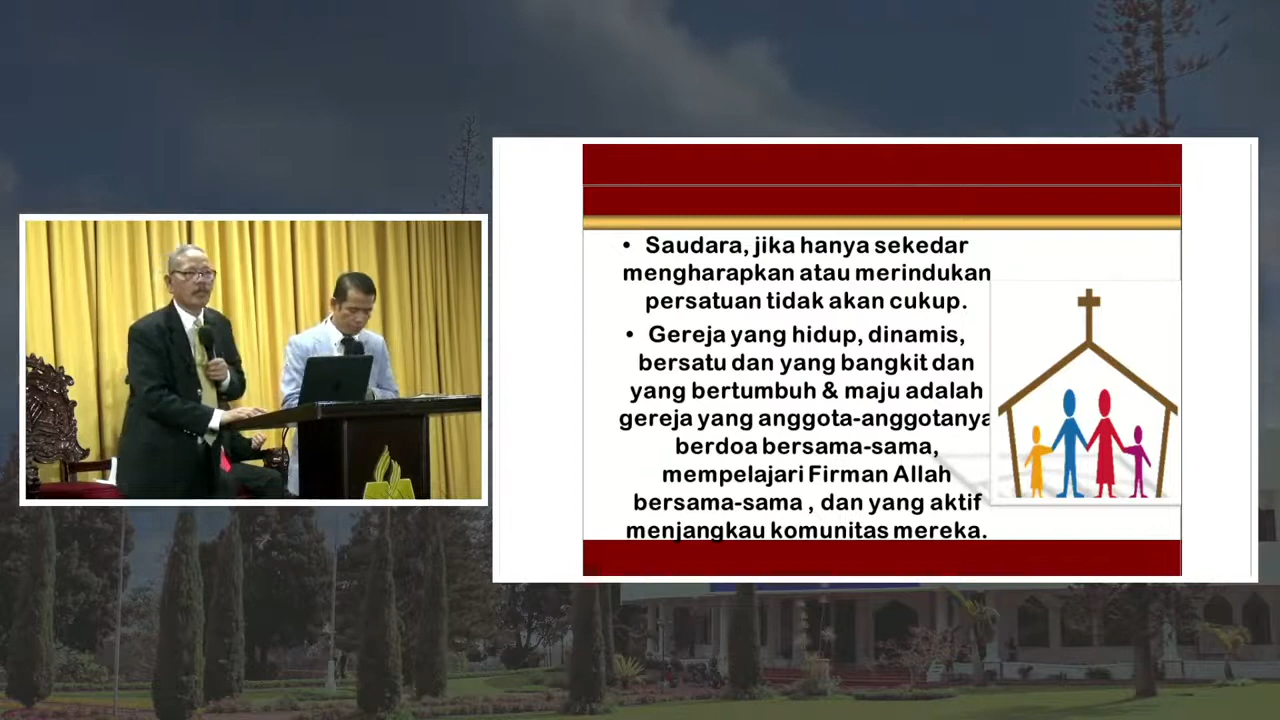 • Saudara, jika hanya sekedar
mengharapkan atau merindukan
persatuan tidak akan cukup.
• Gereja yang hidup, dinamis,
bersatu dan yang bangkit dan
yang bertumbuh & maju adalah
gereja yang anggota-anggotanya
berdoa bersama-sama,
mempelajari Firman Allah
bersama-sama , dan yang aktif
menjangkau komunitas mereka.